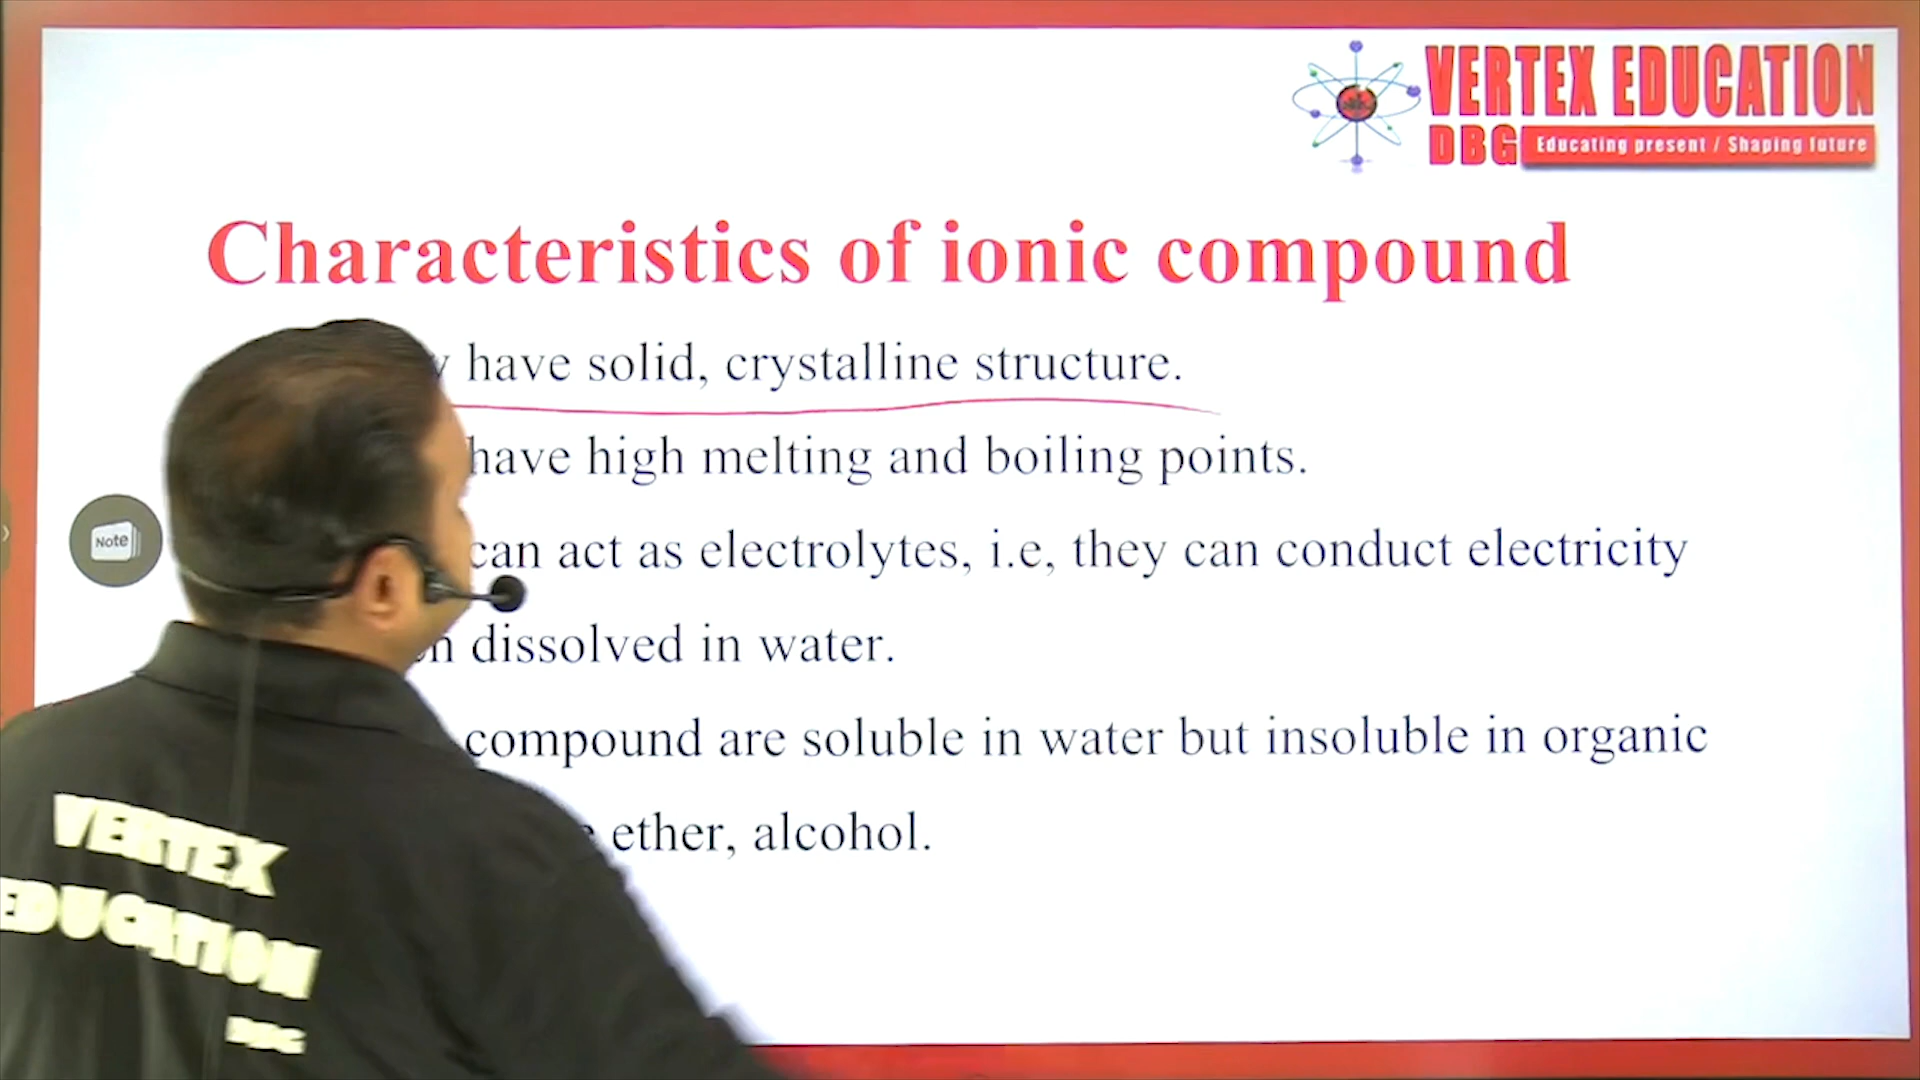 VERTEX EDUCATION
DBG Educating present / Shaping future
Characteristics of ionic compound
have solid, crystalline structure.
have high melting and boiling points.
can act as electrolytes, i.e, they can conduct electricity
Note
dissolved in water.
compound are soluble in water but insoluble in organic
ether, alcohol.
VERTEX
EDUCATION
DBG